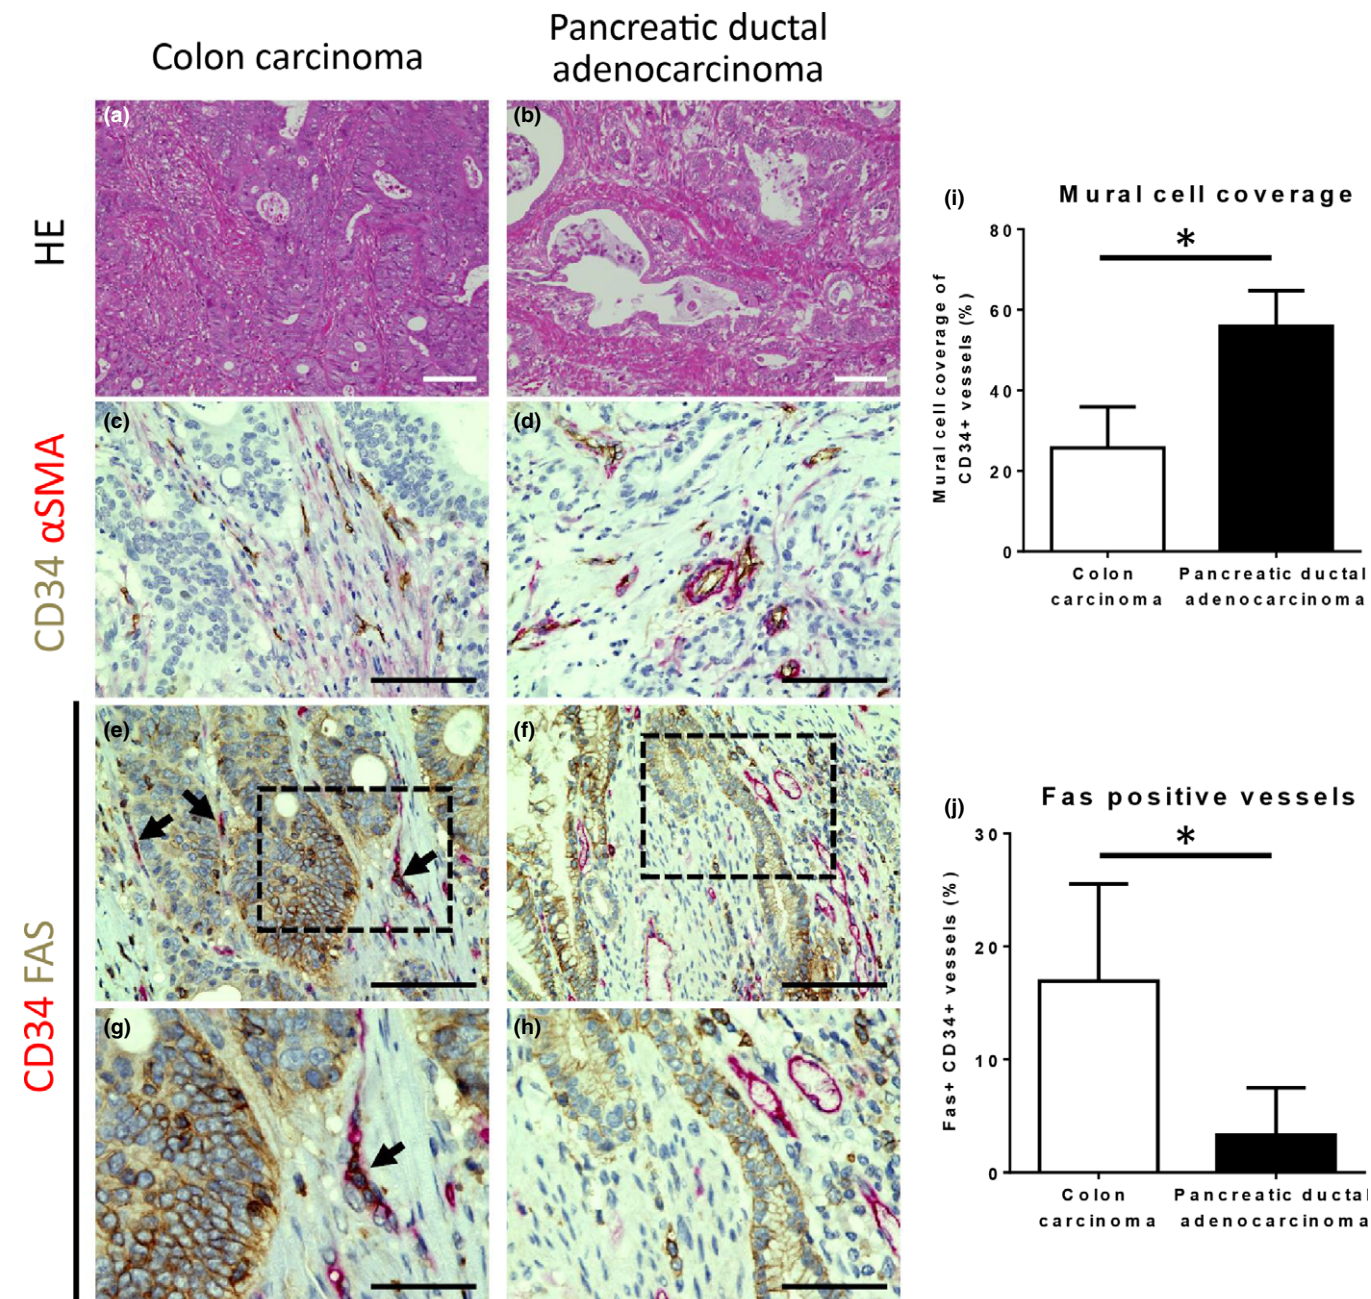 Colon carcinoma
Pancreatic ductal
adenocarcinoma
HE
(a)
(b)
CD34 αSMA
(c)
(d)
CD34 FAS
(e)
(f)
(g)
(h)
(i)
Mural cell coverage
*
Mural cell coverage of
CD34+ vessels (%)
80
60
40
20
0
Colon
carcinoma
Pancreatic ductal
adenocarcinoma
(j)
Fas positive vessels
*
Fas+ CD34+ vessels (%)
30
20
10
0
Colon
carcinoma
Pancreatic ductal
adenocarcinoma